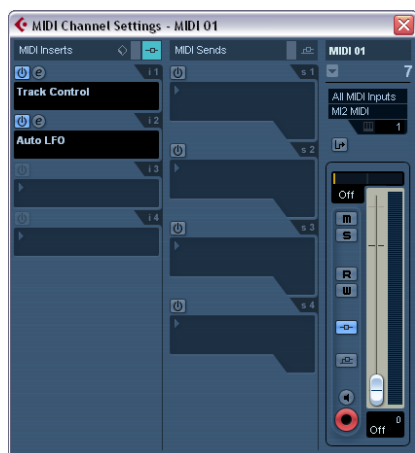 MIDI Channel Settings - MIDI 01
MIDI Inserts
MIDI Sends
MIDI 01
7
e
i 1
Track Control
e
i 2
Auto LFO
i 3
i 4
s 1
s 2
s 3
s 4
All MIDI Inputs
MI2 MIDI
1
Off
m
S
R
W
0
Off